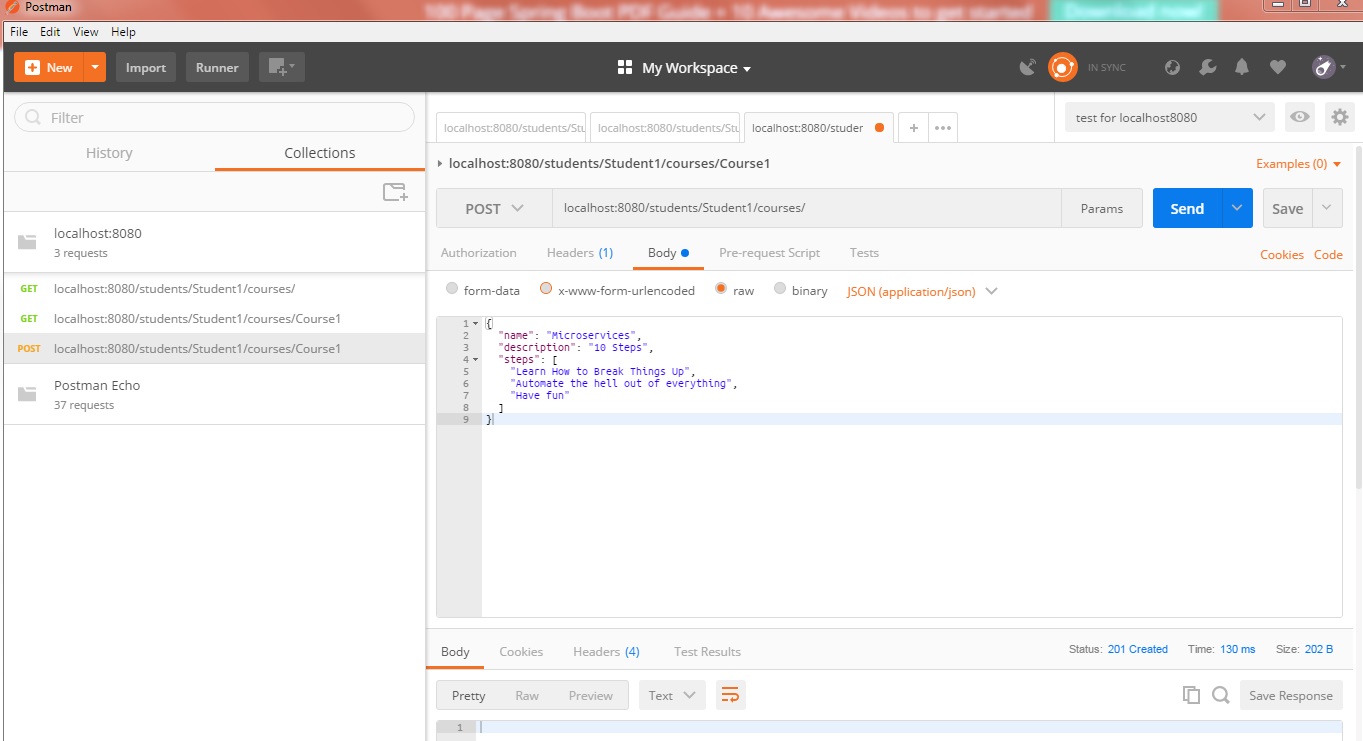 Postman
100 Page Spring Boot PDF Guide + 10 Awesome Videos to get started! Download now!
File Edit View Help
New Import Runner My Workspace IN SYNC
Filter
History Collections
localhost:8080
3 requests
GET localhost:8080/students/Student1/courses/
GET localhost:8080/students/Student1/courses/Course1
POST localhost:8080/students/Student1/courses/Course1
Postman Echo
37 requests
localhost:8080/students/Stu localhost:8080/students/Stu localhost:8080/studer + ••• test for localhost8080
localhost:8080/students/Student1/courses/Course1 Examples (0)
POST localhost:8080/students/Student1/courses/ Params Send Save
Authorization Headers (1) Body Pre-request Script Tests Cookies Code
form-data x-www-form-urlencoded raw binary JSON (application/json)
1 {
2 "name": "Microservices",
3 "description": "10 Steps",
4 "steps": [
5 "Learn How to Break Things Up",
6 "Automate the hell out of everything",
7 "Have fun"
8 ]
9 }
Body Cookies Headers (4) Test Results Status: 201 Created Time: 130 ms Size: 202 B
Pretty Raw Preview Text Save Response
1